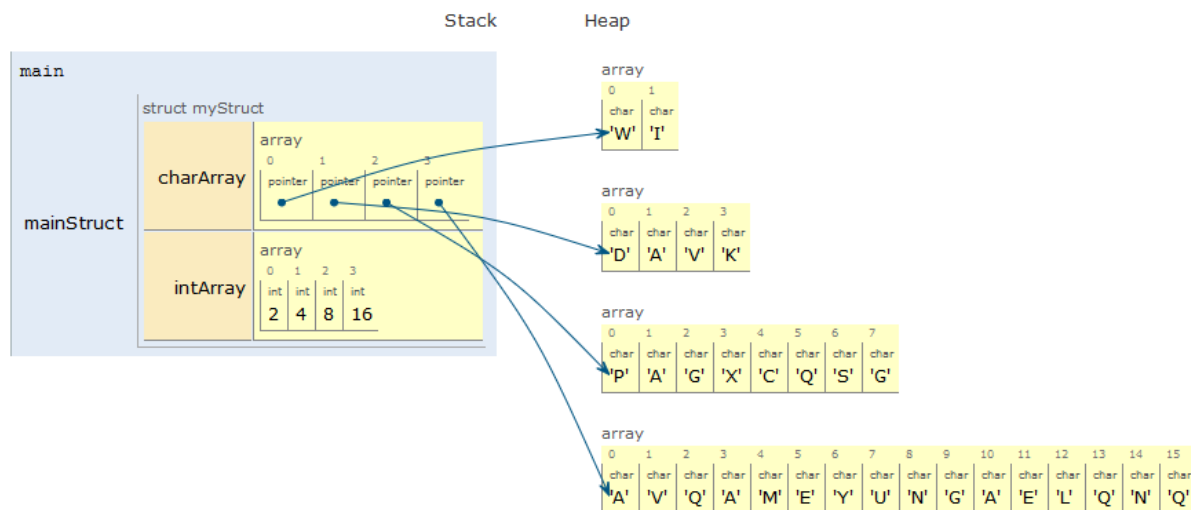 Stack Heap
main
struct myStruct
mainStruct
charArray
array
0 1 2 3
pointer pointer pointer pointer
intArray
array
0 1 2 3
int int int int
2 4 8 16
array
0 1
char char
'W' 'I'
array
0 1 2 3
char char char char
'D' 'A' 'V' 'K'
array
0 1 2 3 4 5 6 7
char char char char char char char char
'P' 'A' 'G' 'X' 'C' 'Q' 'S' 'G'
array
0 1 2 3 4 5 6 7 8 9 10 11 12 13 14 15
char char char char char char char char char char char char char char char char
'A' 'V' 'Q' 'A' 'M' 'E' 'Y' 'U' 'N' 'G' 'A' 'E' 'L' 'Q' 'N' 'Q'